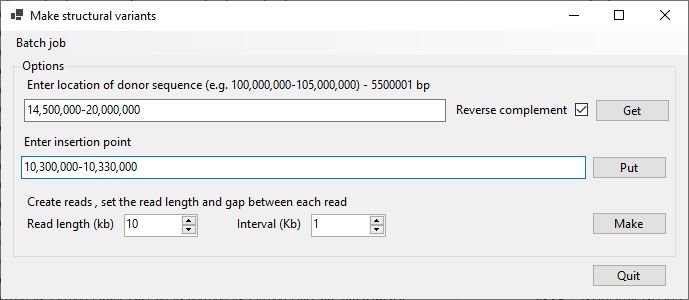 Make structural variants
Batch job
Options
Enter location of donor sequence (e.g. 100,000,000-105,000,000) - 5500001 bp
14,500,000-20,000,000 Reverse complement Get
Enter insertion point
10,300,000-10,330,000 Put
Create reads , set the read length and gap between each read
Read length (kb) 10 Interval (Kb) 1 Make
Quit